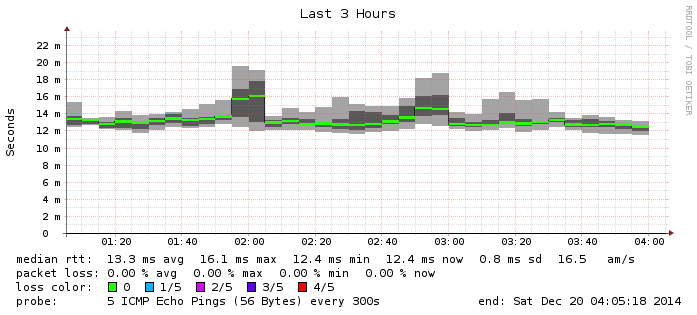 Last 3 Hours
RRDTOOL / TOBI OETIKER
Seconds
22 m
20 m
18 m
16 m
14 m
12 m
10 m
8 m
6 m
4 m
2 m
0
01:20 01:40 02:00 02:20 02:40 03:00 03:20 03:40 04:00
median rtt: 13.3 ms avg 16.1 ms max 12.4 ms min 12.4 ms now 0.8 ms sd 16.5 am/s
packet loss: 0.00 % avg 0.00 % max 0.00 % min 0.00 % now
loss color: 0 1/5 2/5 3/5 4/5
probe: 5 ICMP Echo Pings (56 Bytes) every 300s end: Sat Dec 20 04:05:18 2014